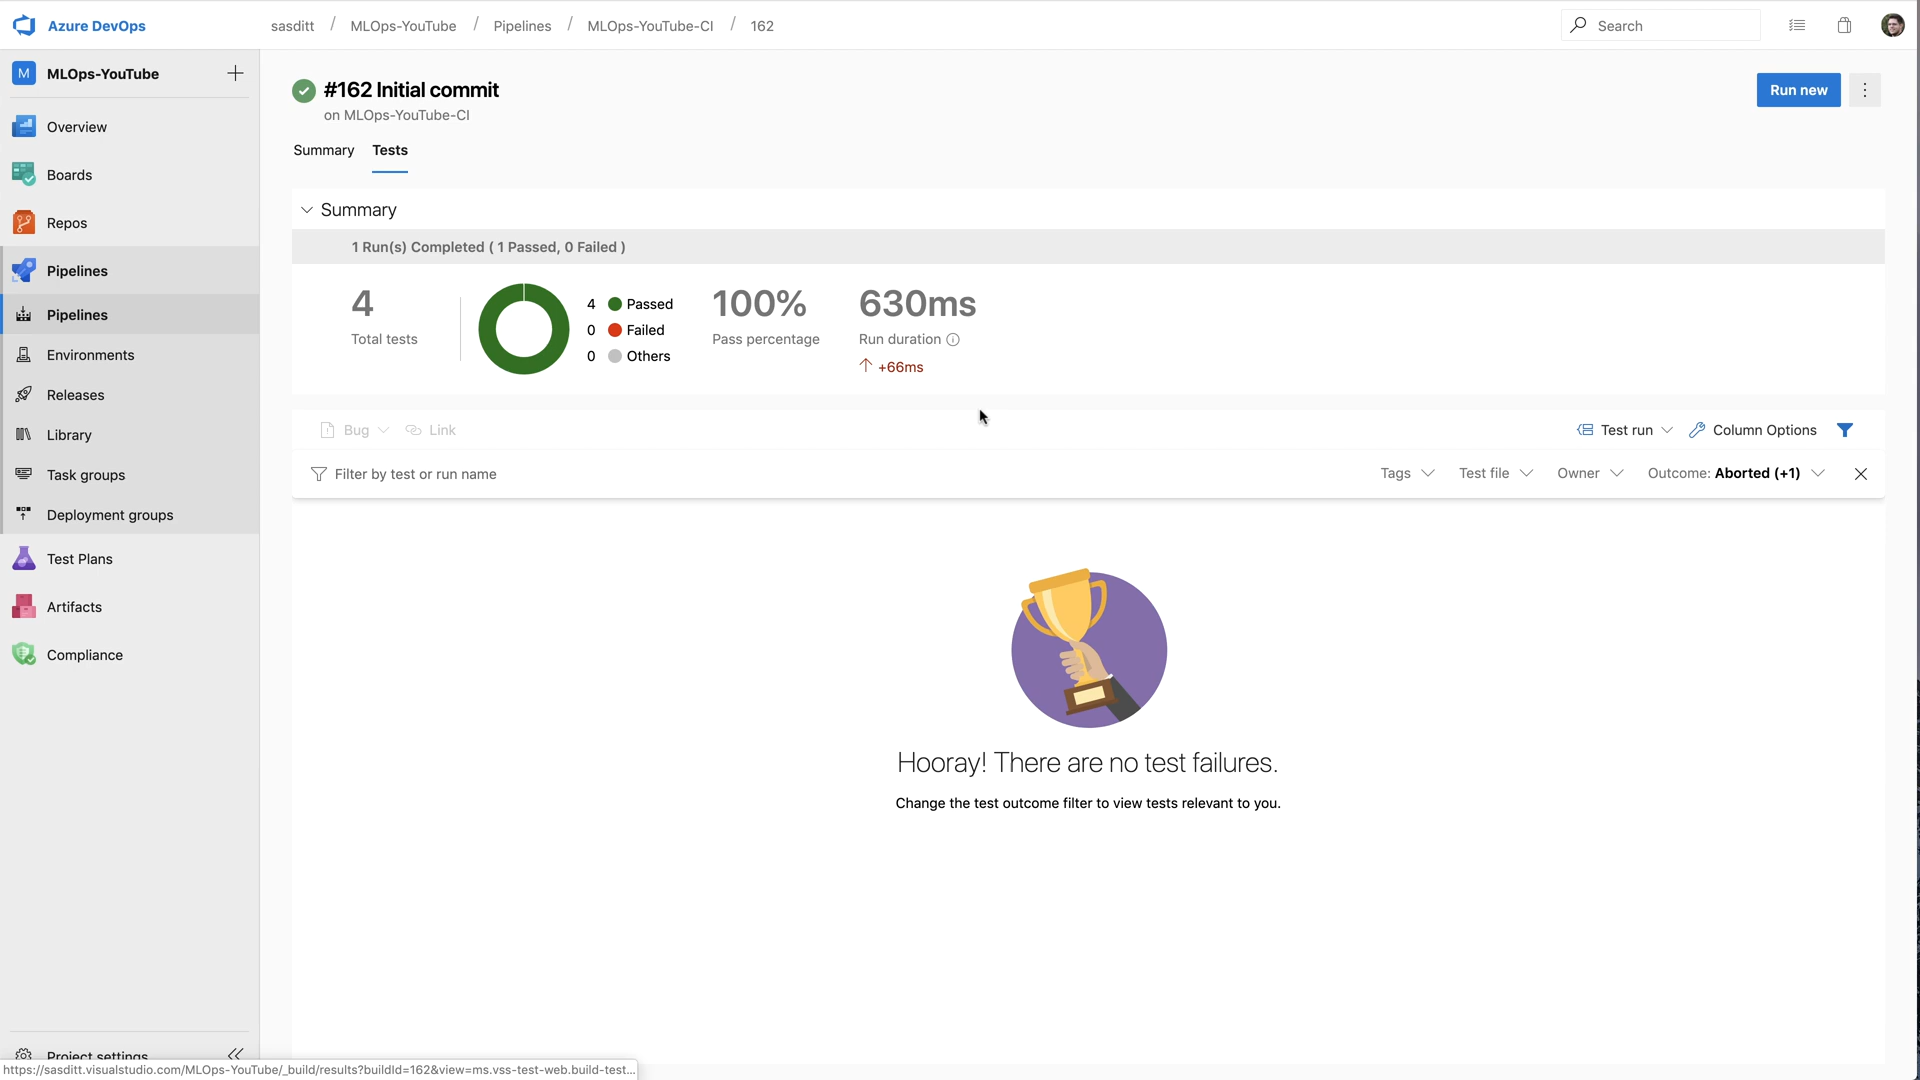 Azure DevOps
sasditt / MLOps-YouTube / Pipelines / MLOps-YouTube-CI / 162
Search
M MLOps-YouTube
Overview
Boards
Repos
Pipelines
Pipelines
Environments
Releases
Library
Task groups
Deployment groups
Test Plans
Artifacts
Compliance
Project settings
#162 Initial commit
on MLOps-YouTube-CI
Run new
Summary Tests
Summary
1 Run(s) Completed ( 1 Passed, 0 Failed )
4
Total tests
4 Passed
0 Failed
0 Others
100%
Pass percentage
630ms
Run duration
+66ms
Bug Link
Test run Column Options
Filter by test or run name
Tags Test file Owner Outcome: Aborted (+1)
Hooray! There are no test failures.
Change the test outcome filter to view tests relevant to you.
https://sasditt.visualstudio.com/MLOps-YouTube/_build/results?buildId=162&view=ms.vss-test-web.build-test...